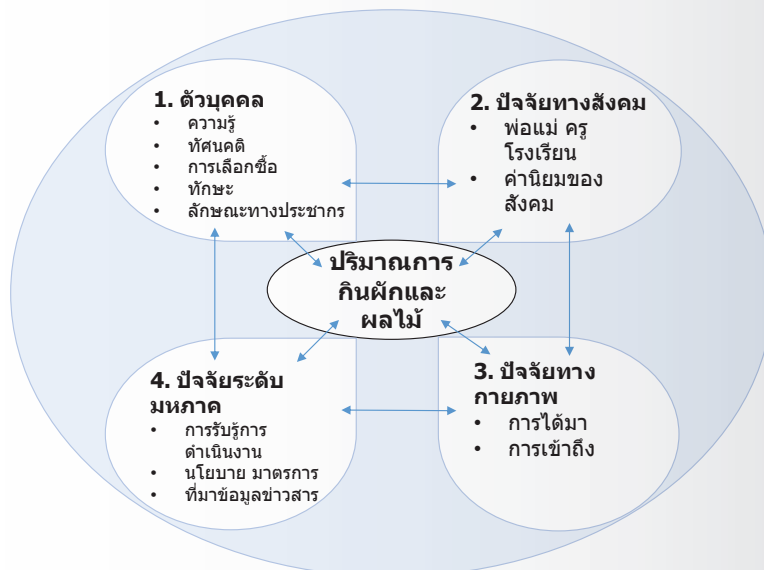 1. ตัวบุคคล
• ความรู้
• ทัศนคติ
• การเลือกซื้อ
• ทักษะ
• ลักษณะทางประชากร
2. ปัจจัยทางสังคม
• พ่อแม่ ครู
โรงเรียน
• ค่านิยมของ
สังคม
ปริมาณการ
กินผักและ
ผลไม้
4. ปัจจัยระดับ
มหภาค
• การรับรู้การ
ดำเนินงาน
• นโยบาย มาตรการ
• ที่มาข้อมูลข่าวสาร
3. ปัจจัยทาง
กายภาพ
• การได้มา
• การเข้าถึง